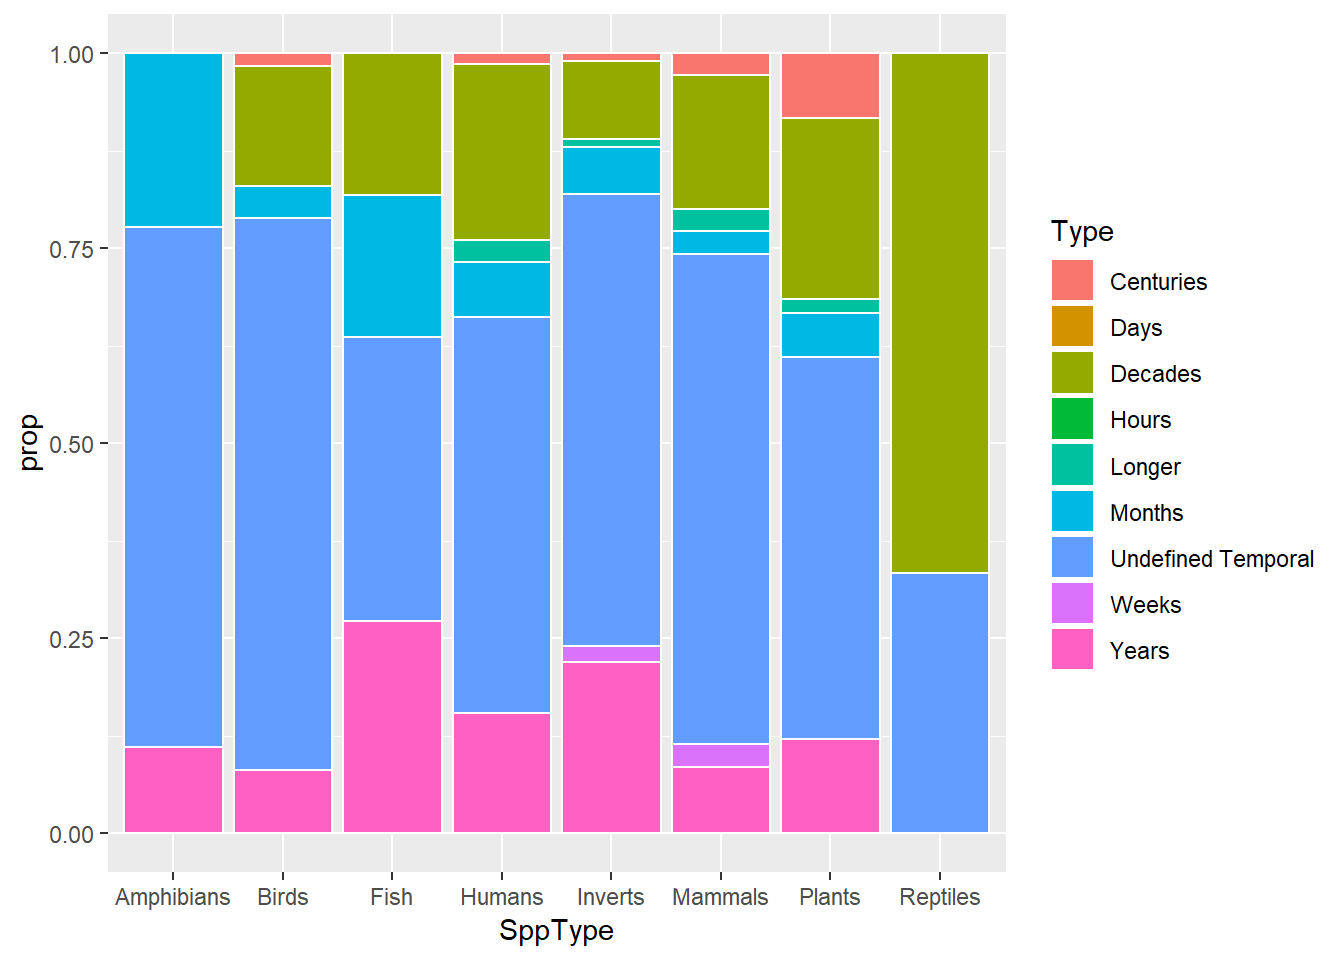 1.00
0.75
0.50
0.25
0.00
prop
Amphibians Birds Fish Humans Inverts Mammals Plants Reptiles
SppType
Type
Centuries
Days
Decades
Hours
Longer
Months
Undefined Temporal
Weeks
Years